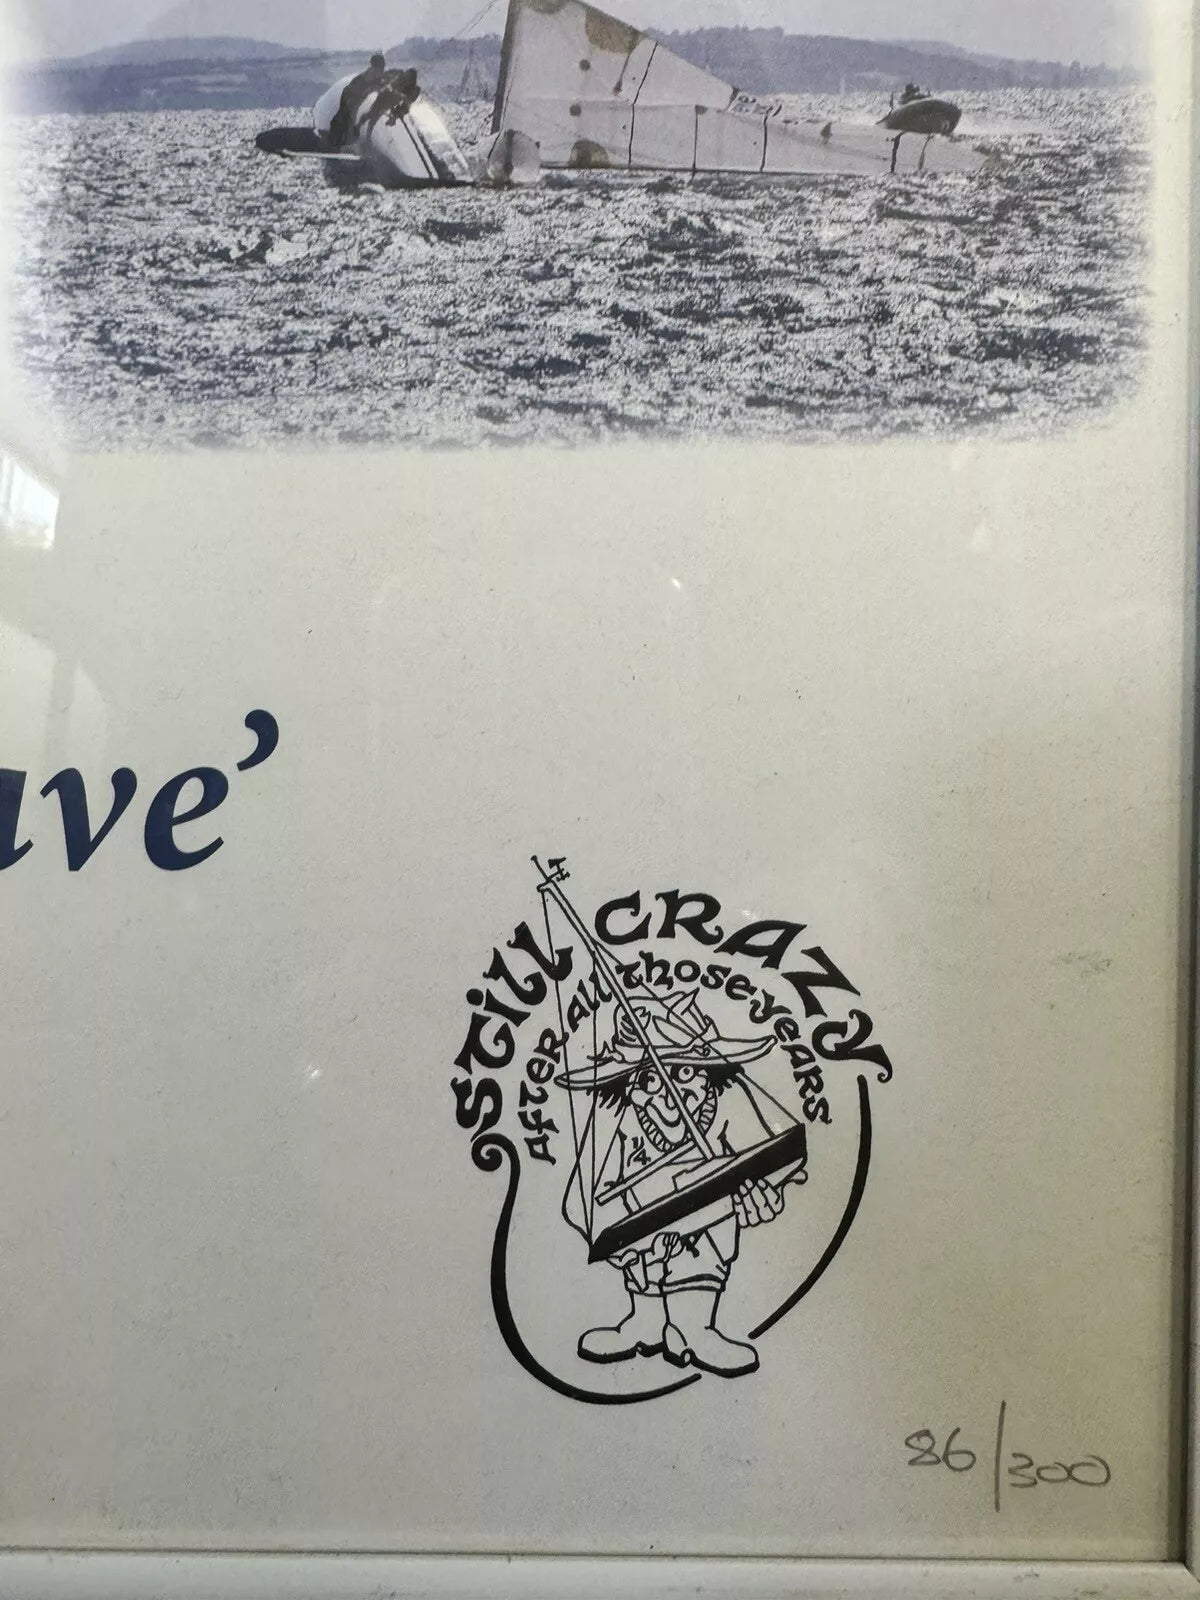 ave’
STILL CRAZY
AFTER ALL those years
1/4
86/300